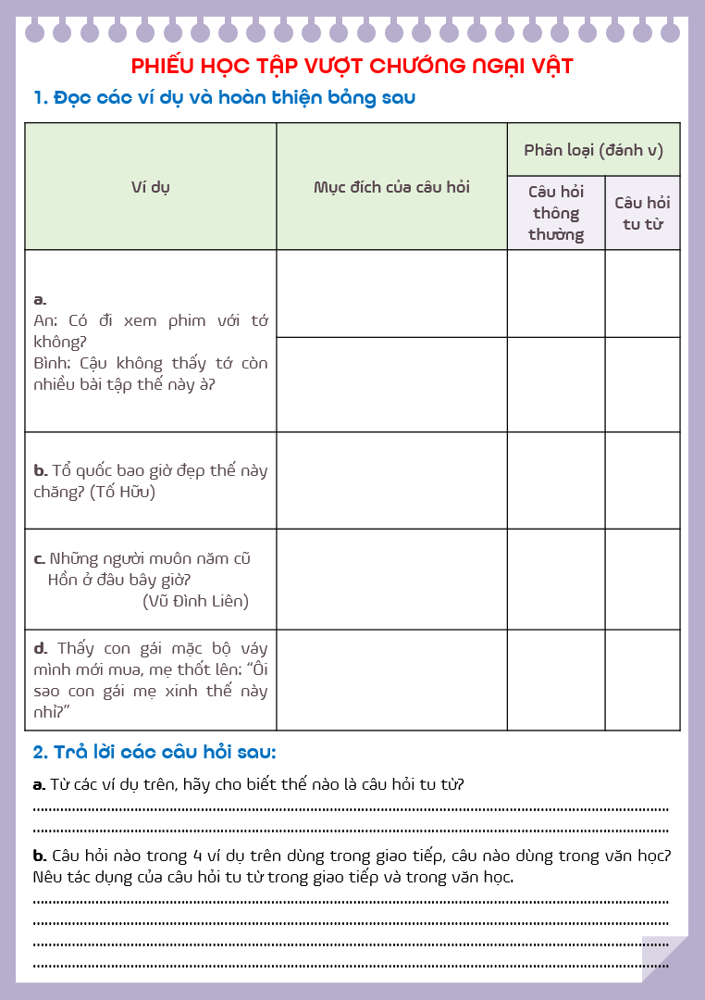 PHIẾU HỌC TẬP VƯỢT CHƯỚNG NGẠI VẬT
1. Đọc các ví dụ và hoàn thiện bảng sau
Ví dụ
Mục đích của câu hỏi
Phân loại (đánh v)
Câu hỏi
thông
thường
Câu hỏi
tu từ
a.
An: Có đi xem phim với tớ
không?
Bình: Cậu không thấy tớ còn
nhiều bài tập thế này à?
b. Tổ quốc bao giờ đẹp thế này
chăng? (Tố Hữu)
c. Những người muôn năm cũ
Hồn ở đâu bây giờ?
(Vũ Đình Liên)
d. Thấy con gái mặc bộ váy
mình mới mua, mẹ thốt lên: “Ôi
sao con gái mẹ xinh thế này
nhỉ?”
2. Trả lời các câu hỏi sau:
a. Từ các ví dụ trên, hãy cho biết thế nào là câu hỏi tu từ?
b. Câu hỏi nào trong 4 ví dụ trên dùng trong giao tiếp, câu nào dùng trong văn học?
Nêu tác dụng của câu hỏi tu từ trong giao tiếp và trong văn học.